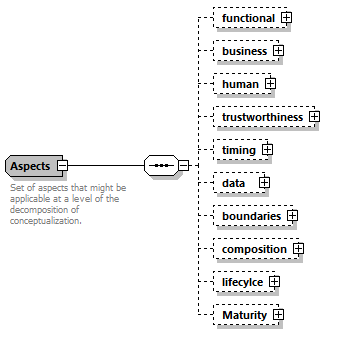 functional
business
human
trustworthiness
timing
Aspects
data
Set of aspects that might be
applicable at a level of the
decomposition of
conceptualization.
boundaries
composition
lifecylce
Maturity